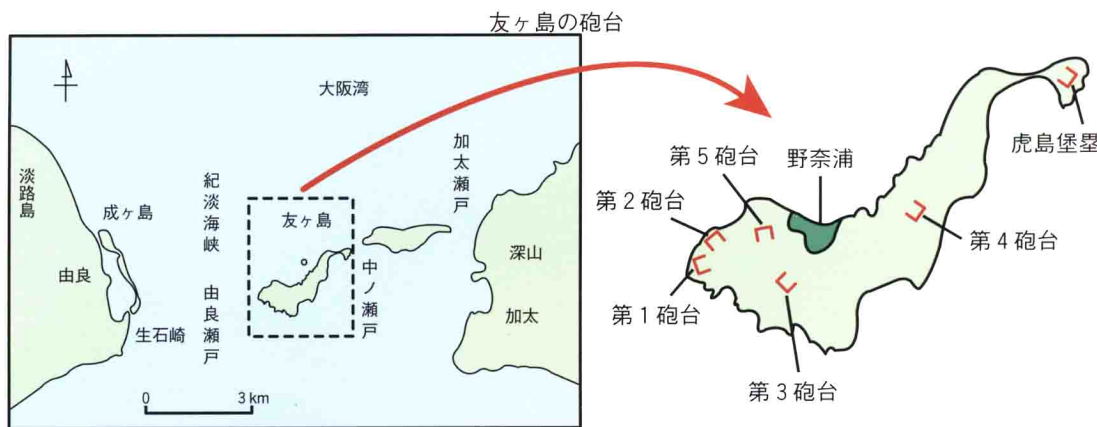 友ヶ島の砲台
大阪湾
加太瀬戸
淡路島
成ヶ島
紀淡海峡
友ヶ島
由良
深山
中ノ瀬戸
由良瀬戸
加太
生石崎
0
3 km
虎島堡塁
第5砲台
野奈浦
第2砲台
第4砲台
第1砲台
第3砲台